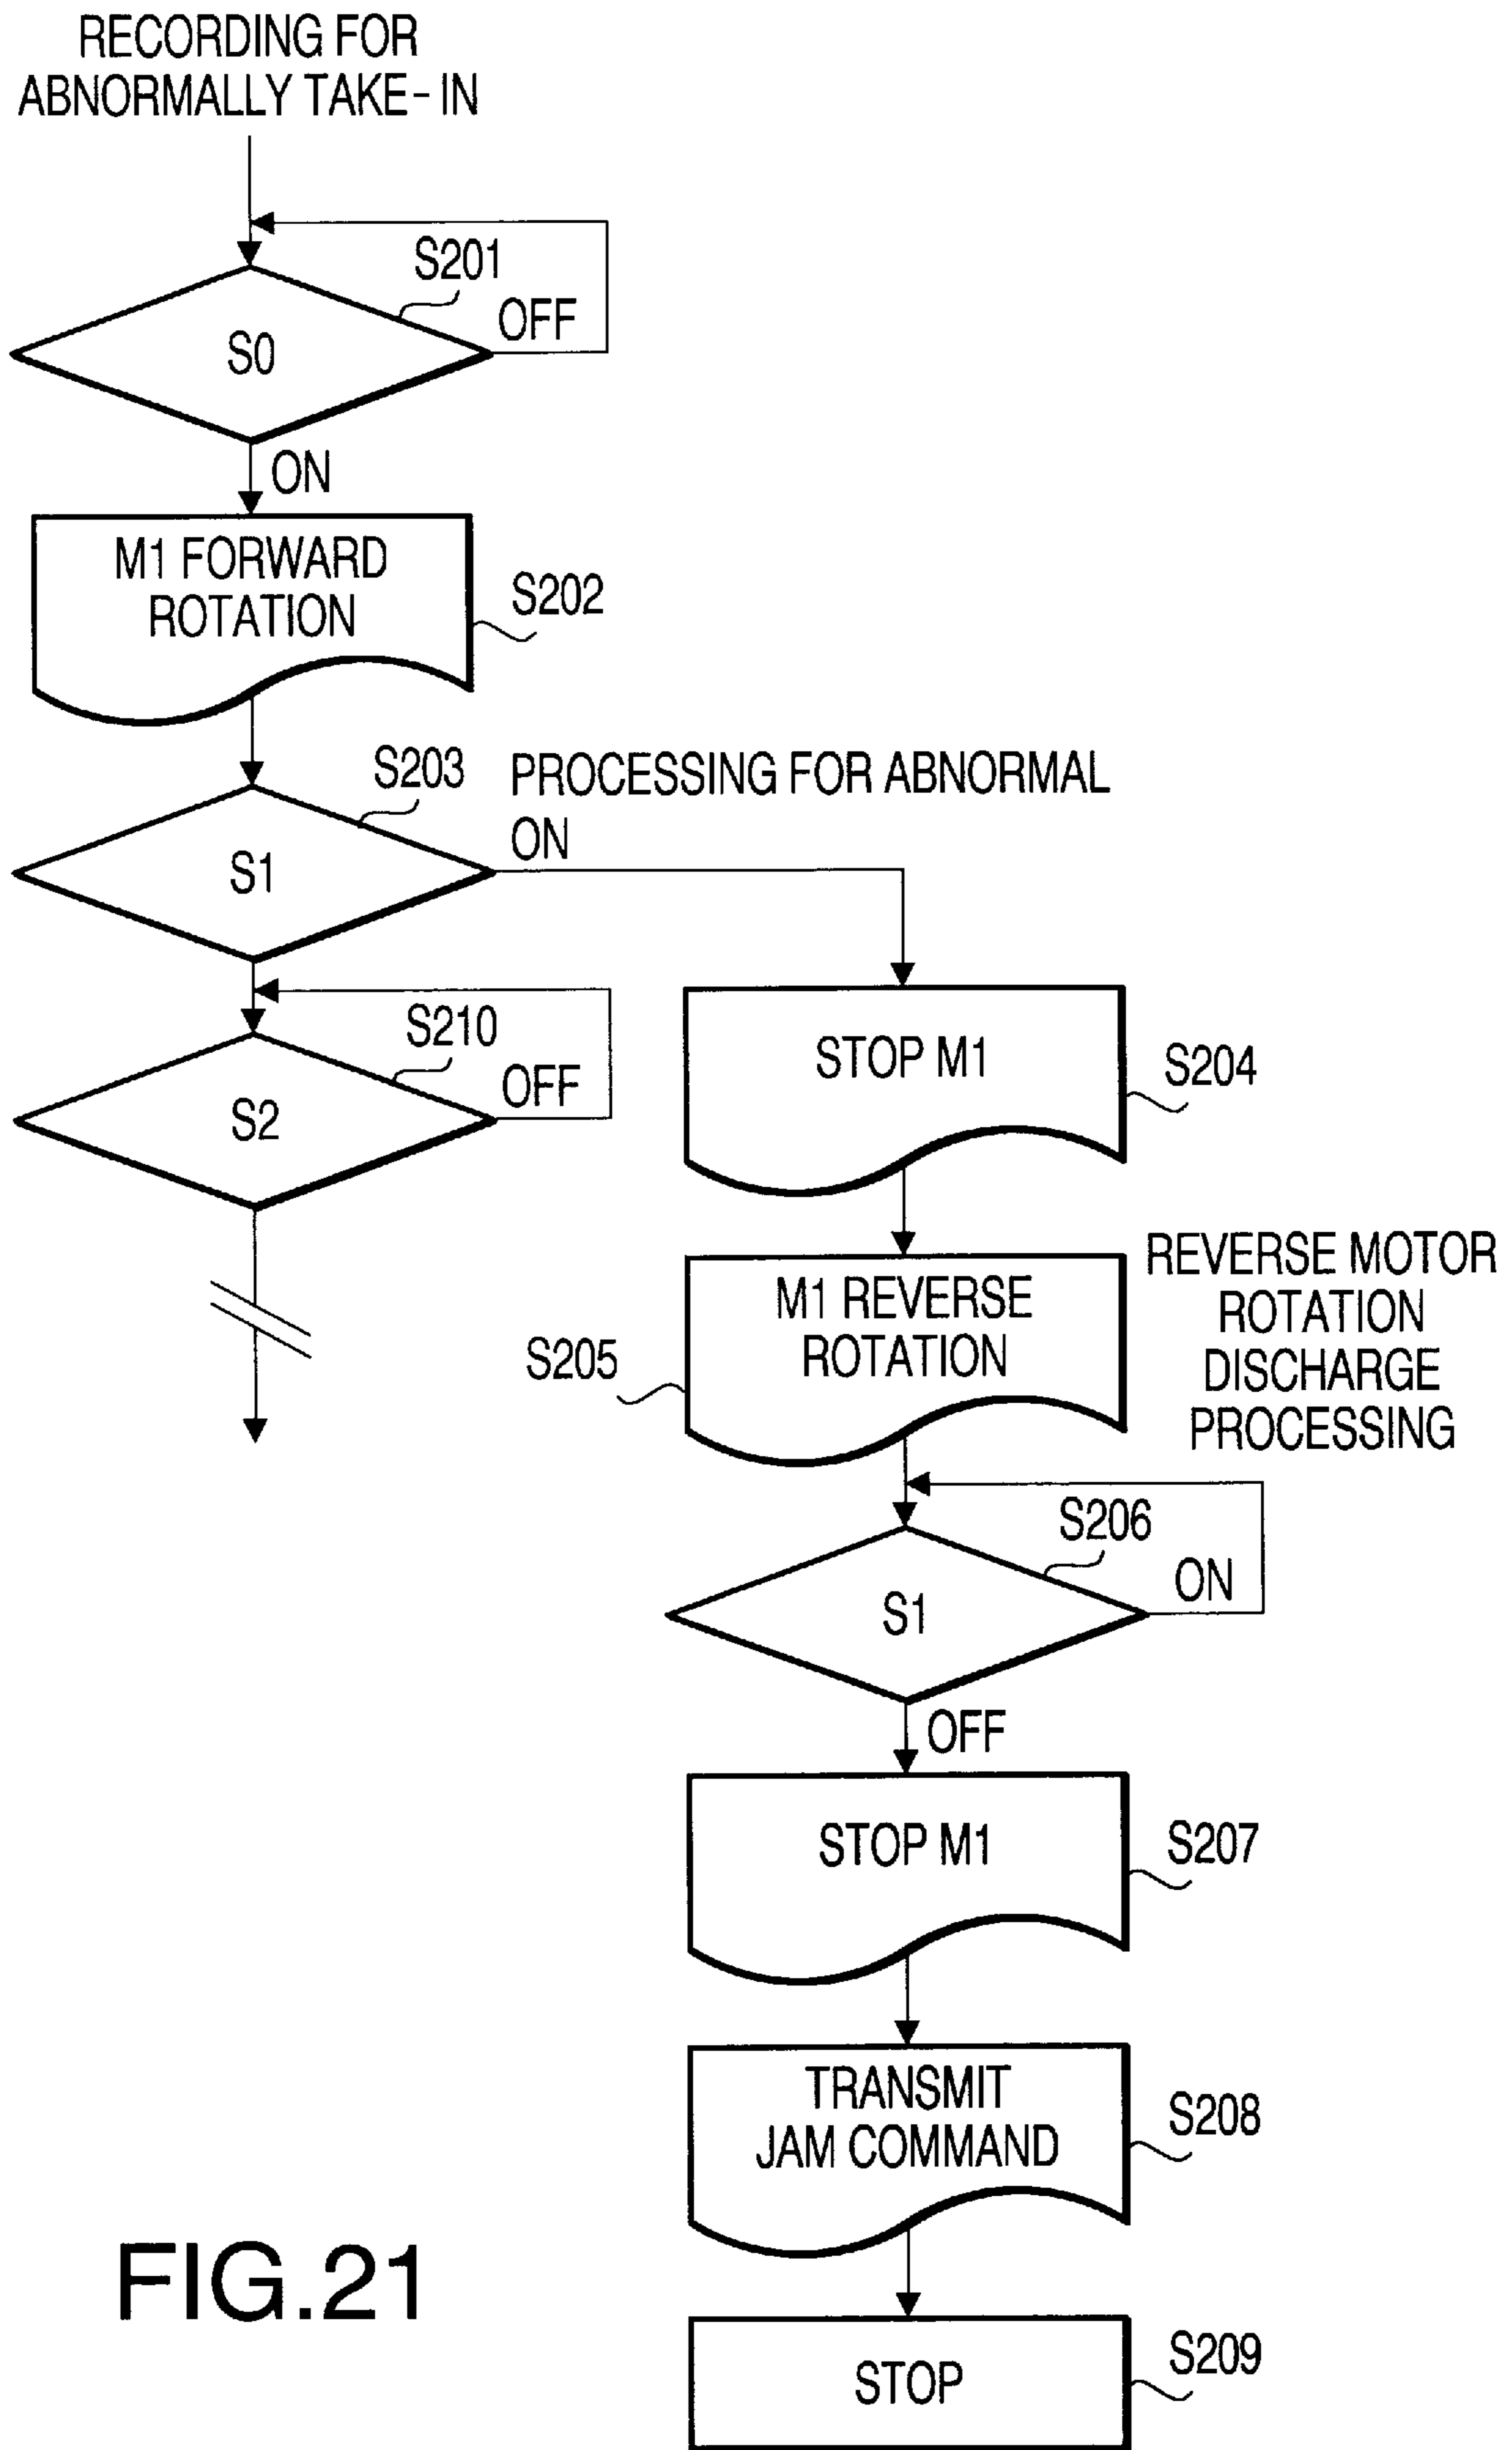 RECORDING FOR
ABNORMALLY TAKE-IN
S201
OFF
S0
ON
M1 FORWARD
ROTATION
S202
S203
PROCESSING FOR ABNORMAL
ON
S1
S210
OFF
S2
STOP M1
S204
M1 REVERSE
ROTATION
S205
REVERSE MOTOR
ROTATION
DISCHARGE
PROCESSING
S206
ON
S1
OFF
STOP M1
S207
TRANSMIT
JAM COMMAND
S208
STOP
S209
FIG.21